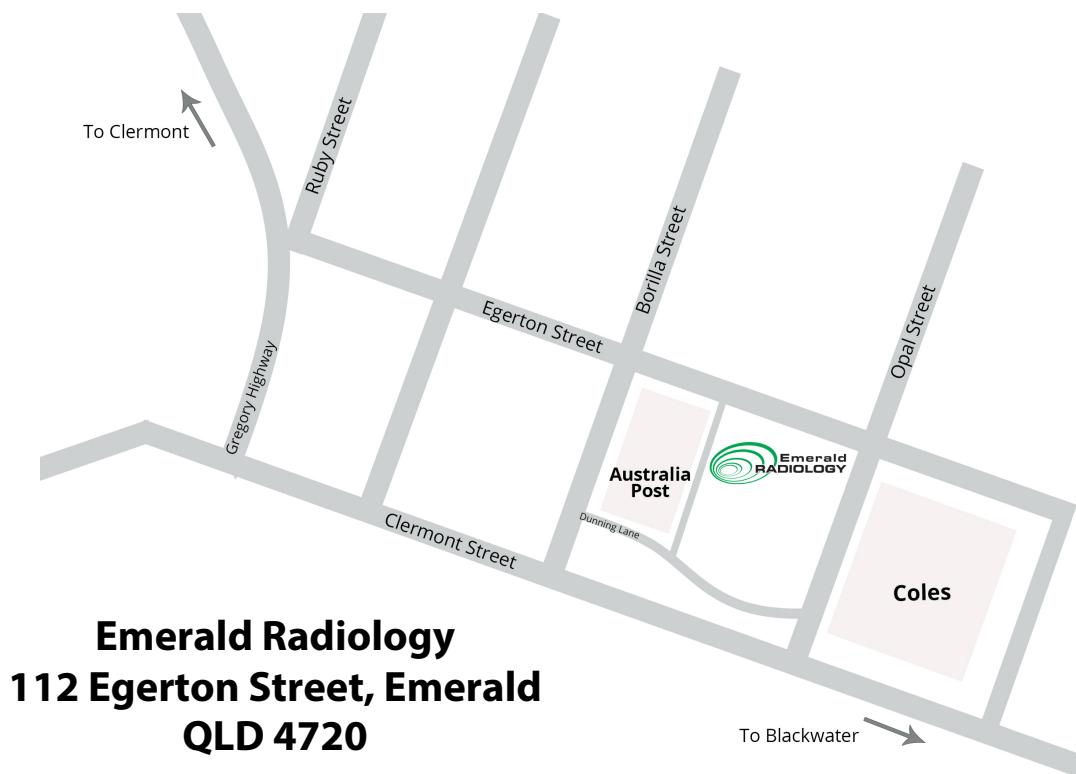 To Clermont
Ruby Street
Borilla Street
Egerton Street
Opal Street
Gregory Highway
Emerald
RADIOLOGY
Australia
Post
Dunning Lane
Clermont Street
Coles
Emerald Radiology
112 Egerton Street, Emerald
QLD 4720
To Blackwater